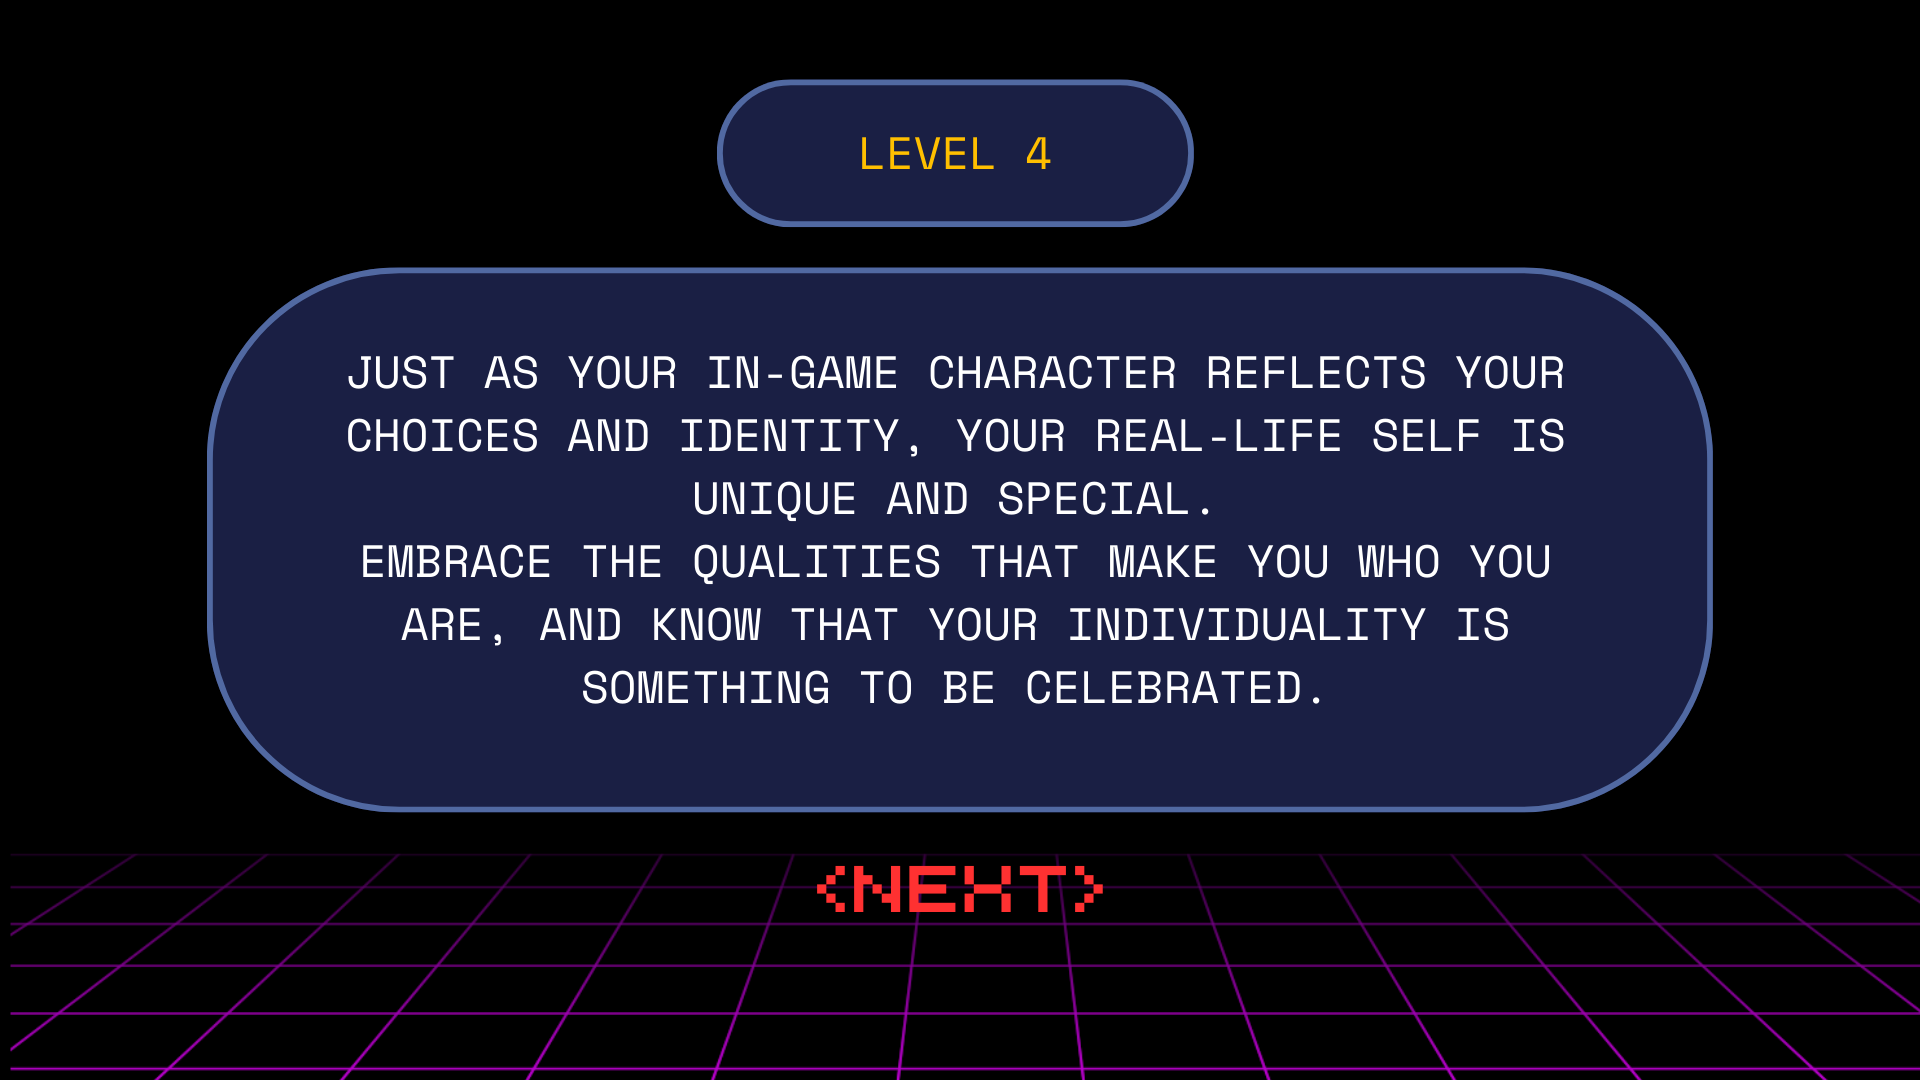 LEVEL 4
JUST AS YOUR IN-GAME CHARACTER REFLECTS YOUR
CHOICES AND IDENTITY, YOUR REAL-LIFE SELF IS
UNIQUE AND SPECIAL.
EMBRACE THE QUALITIES THAT MAKE YOU WHO YOU
ARE, AND KNOW THAT YOUR INDIVIDUALITY IS
SOMETHING TO BE CELEBRATED.
<NEXT>